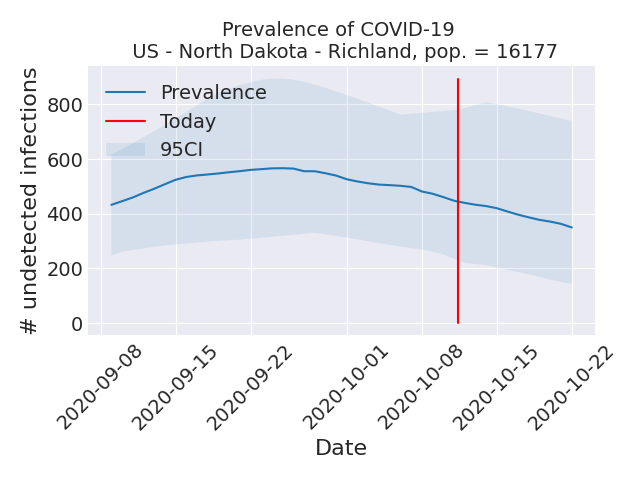 Prevalence of COVID-19
US - North Dakota - Richland, pop. = 16177
# undetected infections
800
600
400
200
0
Prevalence
Today
95CI
2020-09-08
2020-09-15
2020-09-22
2020-10-01
2020-10-08
2020-10-15
2020-10-22
Date